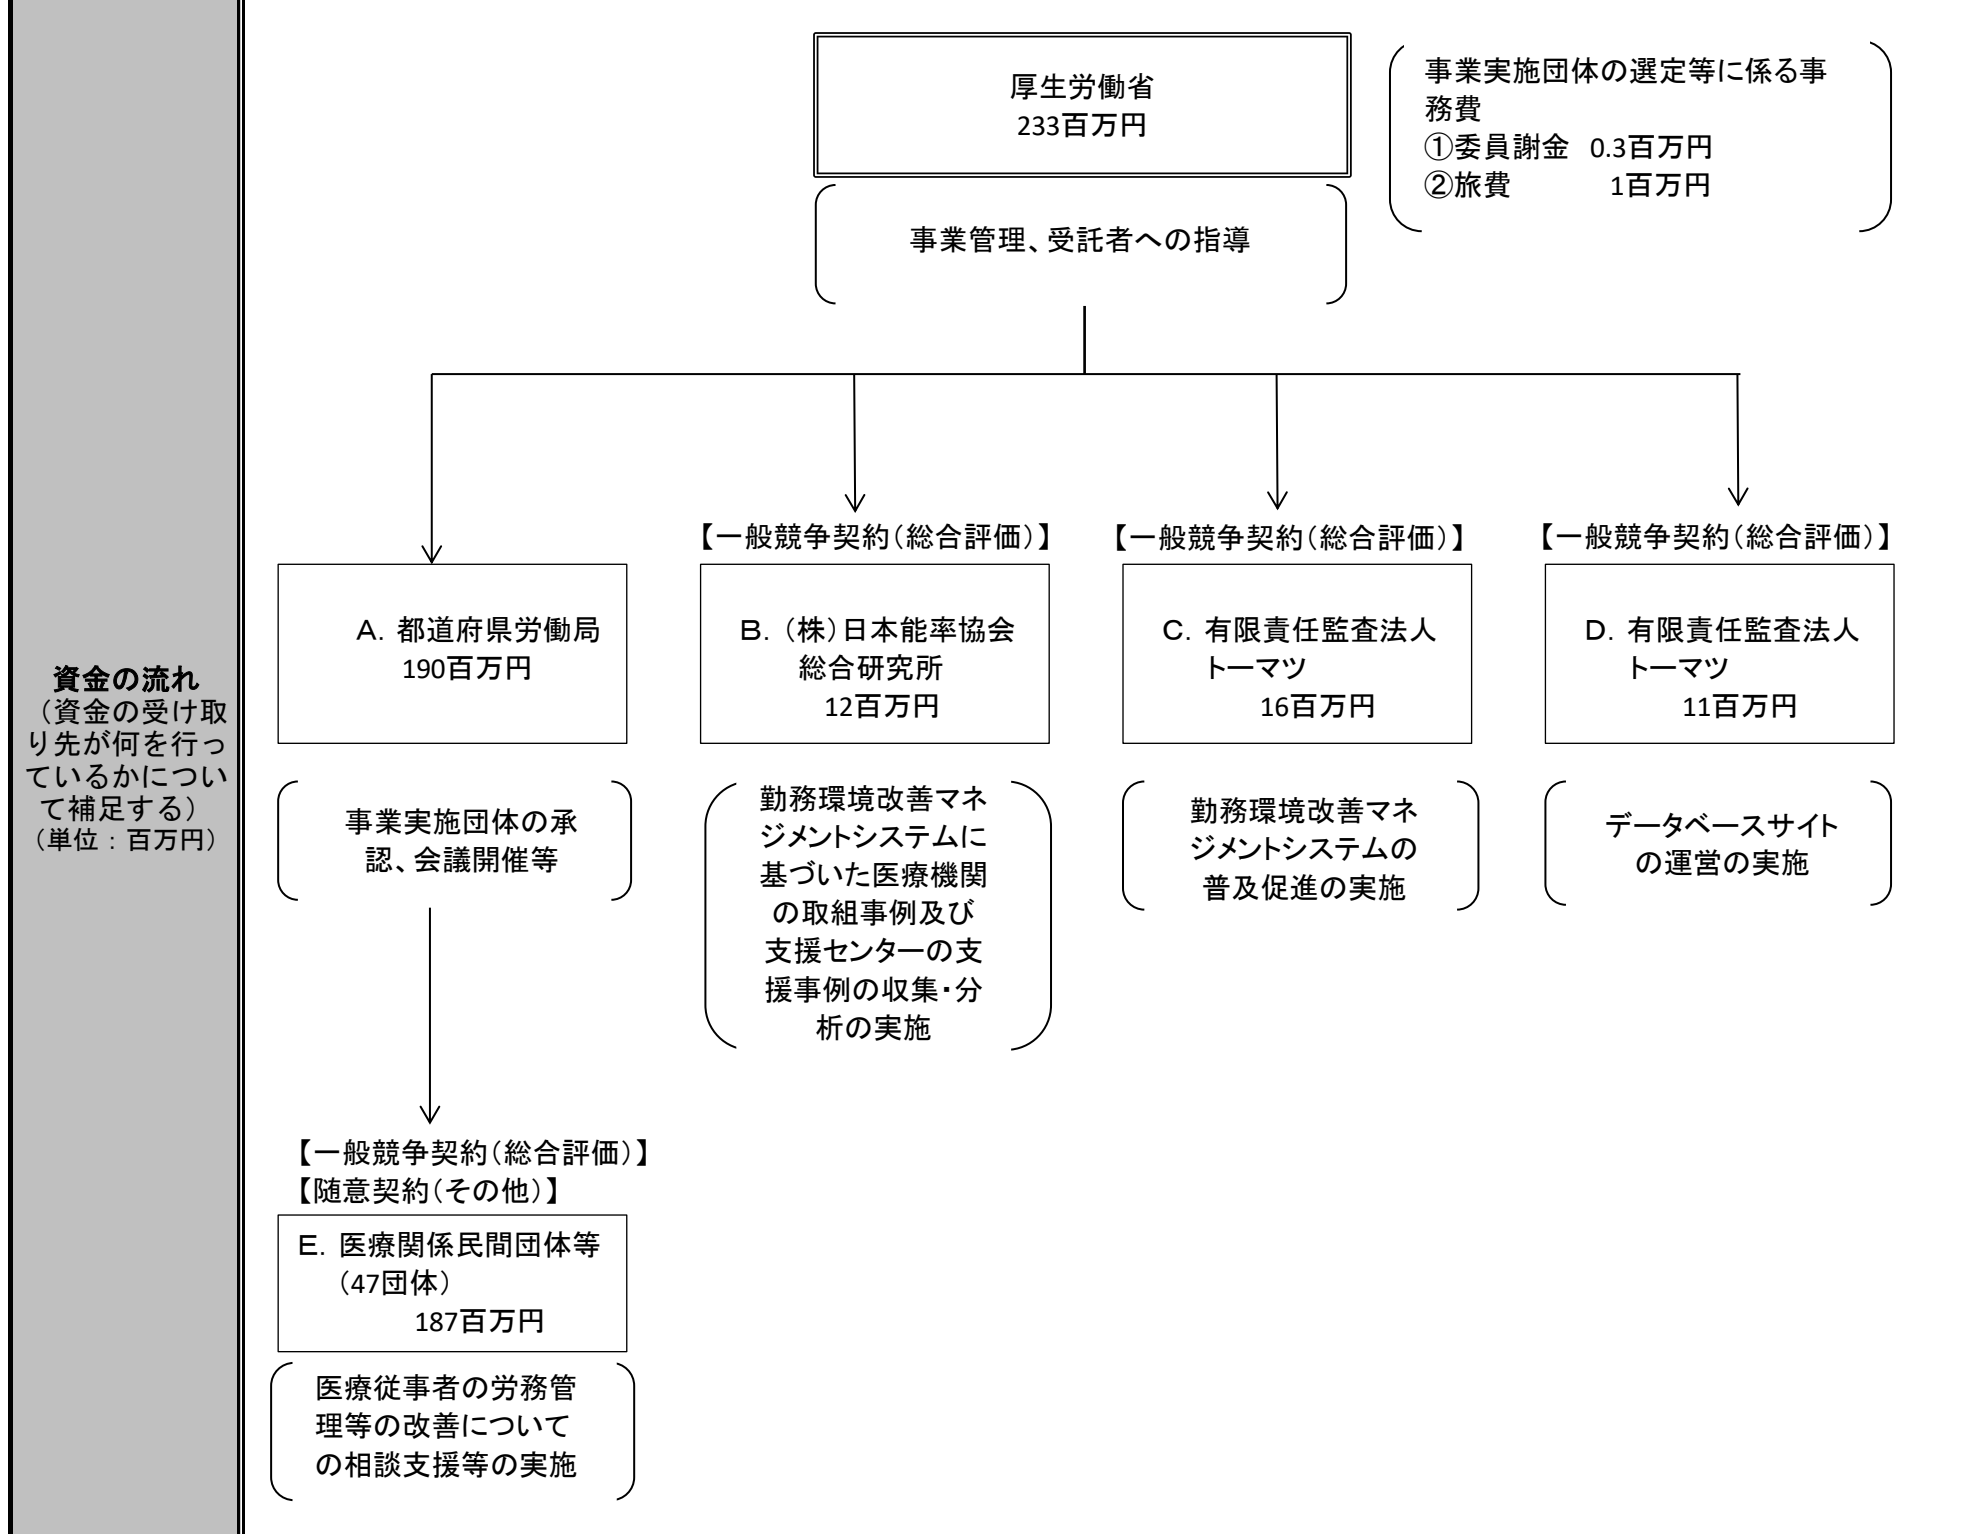 資金の流れ
（資金の受け取
り先が何を行っ
ているかについ
て補足する）
（単位：百万円）
厚生労働省
233百万円
事業実施団体の選定等に係る事
務費
①委員謝金 0.3百万円
②旅費 1百万円
事業管理、受託者への指導
A．都道府県労働局
190百万円
【一般競争契約（総合評価）】
B．（株）日本能率協会
総合研究所
12百万円
【一般競争契約（総合評価）】
C．有限責任監査法人
トーマツ
16百万円
【一般競争契約（総合評価）】
D．有限責任監査法人
トーマツ
11百万円
事業実施団体の承
認、会議開催等
勤務環境改善マネ
ジメントシステムに
基づいた医療機関
の取組事例及び
支援センターの支
援事例の収集・分
析の実施
勤務環境改善マネ
ジメントシステムの
普及促進の実施
データベースサイト
の運営の実施
【一般競争契約（総合評価）】
【随意契約（その他）】
E．医療関係民間団体等
（47団体）
187百万円
医療従事者の労務管
理等の改善について
の相談支援等の実施